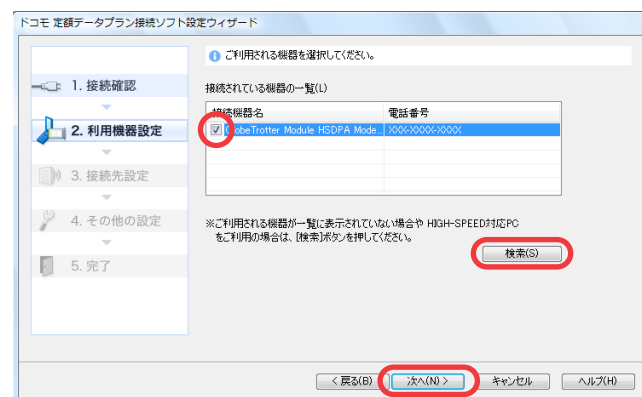 ドコモ 定額データプラン接続ソフト設定ウィザード
ご利用される機器を選択してください。
1. 接続確認
2. 利用機器設定
3. 接続先設定
4. その他の設定
5. 完了
接続されている機器の一覧(L)
接続機器名 電話番号
GlobeTrotter Module HSDPA Mode... XXX-XXXX-XXXX
※ご利用される機器が一覧に表示されていない場合や HIGH-SPEED対応PC
をご利用の場合は、[検索]ボタンを押してください。
検索(S)
< 戻る(B) 次へ(N) > キャンセル ヘルプ(H)